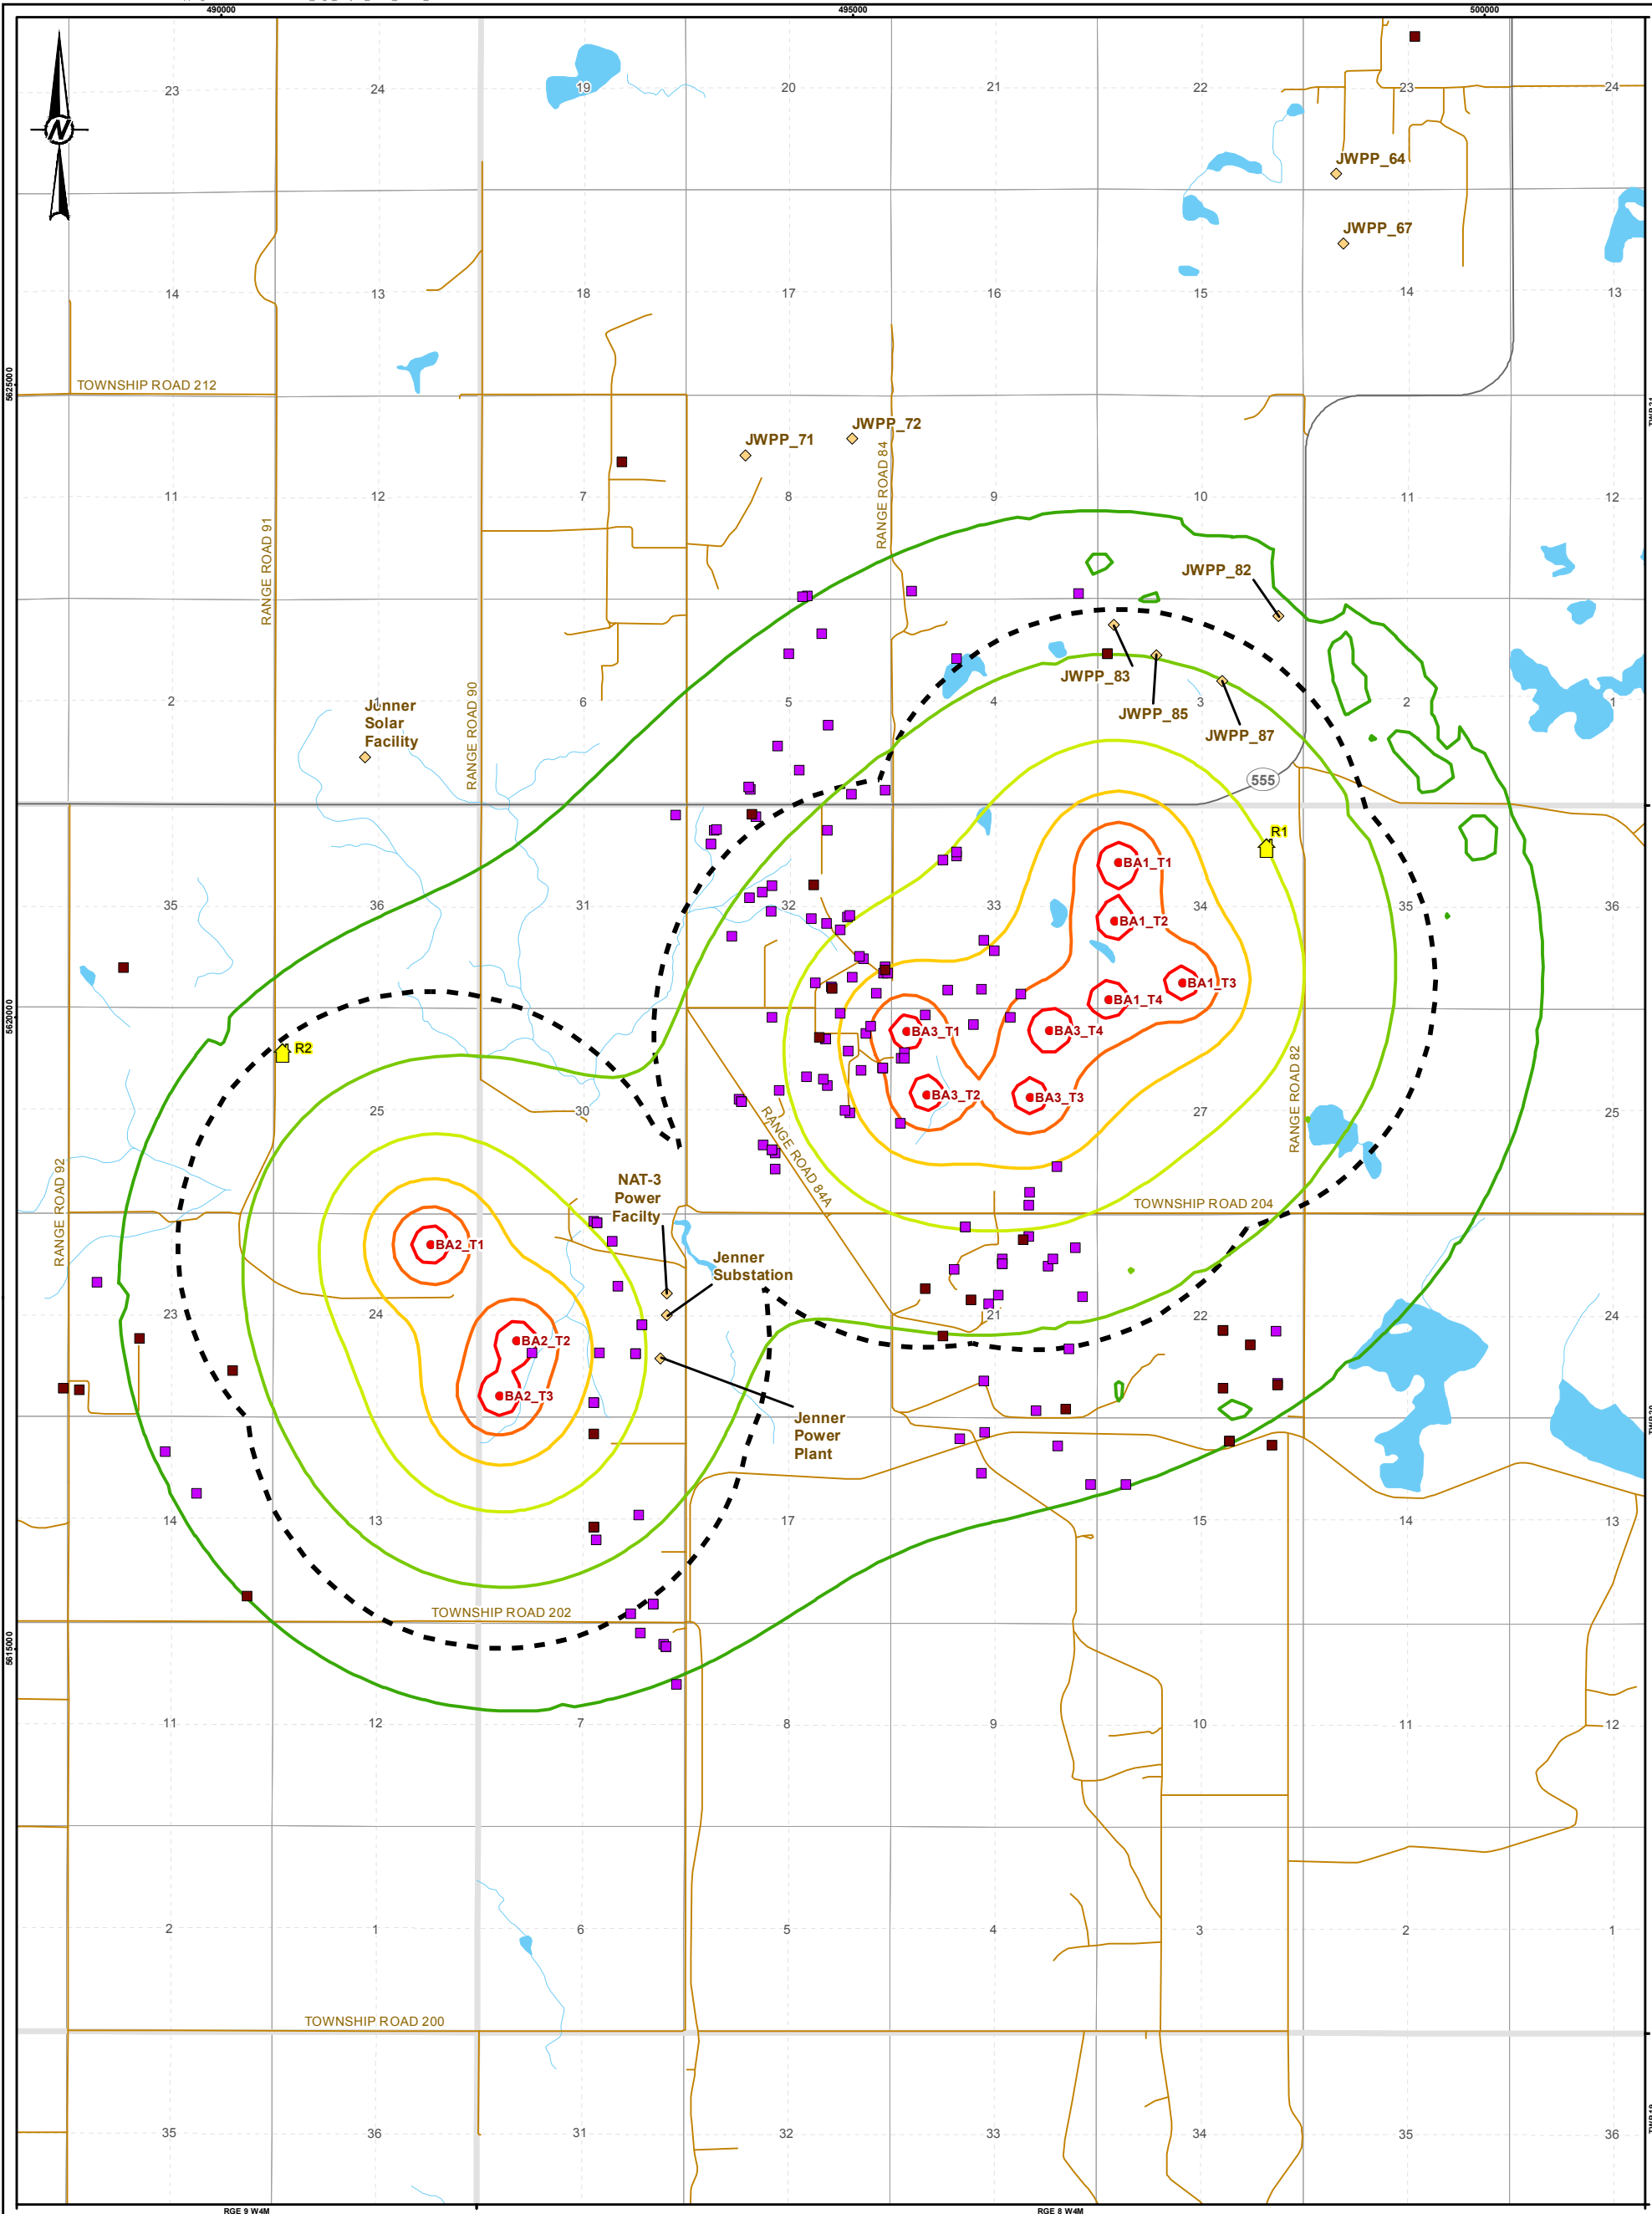 490000
495000
500000
N
23
24
19
20
21
22
23
24
JWPP_64
JWPP_67
14
13
18
17
16
15
14
13
5625000
TOWNSHIP ROAD 212
JWPP_71
JWPP_72
RANGE ROAD 84
11
12
7
8
9
10
11
12
RANGE ROAD 91
JWPP_82
JWPP_83
JWPP_85
JWPP_87
2
1
6
5
4
3
2
1
Jenner
Solar
Facility
RANGE ROAD 90
555
R1
BA1_T1
35
36
31
32
33
34
35
36
BA1_T2
BA1_T3
BA1_T4
5620000
BA3_T1
BA3_T4
R2
BA3_T2
BA3_T3
25
30
27
25
RANGE ROAD 82
RANGE ROAD 84A
RANGE ROAD 92
NAT-3
Power
Facilty
TOWNSHIP ROAD 204
BA2_T1
Jenner
Substation
23
24
21
22
24
BA2_T2
BA2_T3
Jenner
Power
Plant
14
13
17
15
14
13
TOWNSHIP ROAD 202
5615000
11
12
7
8
9
10
11
12
2
1
6
5
4
3
2
1
TOWNSHIP ROAD 200
35
36
31
32
33
34
35
36
RGE 9 W4M
RGE 8 W4M